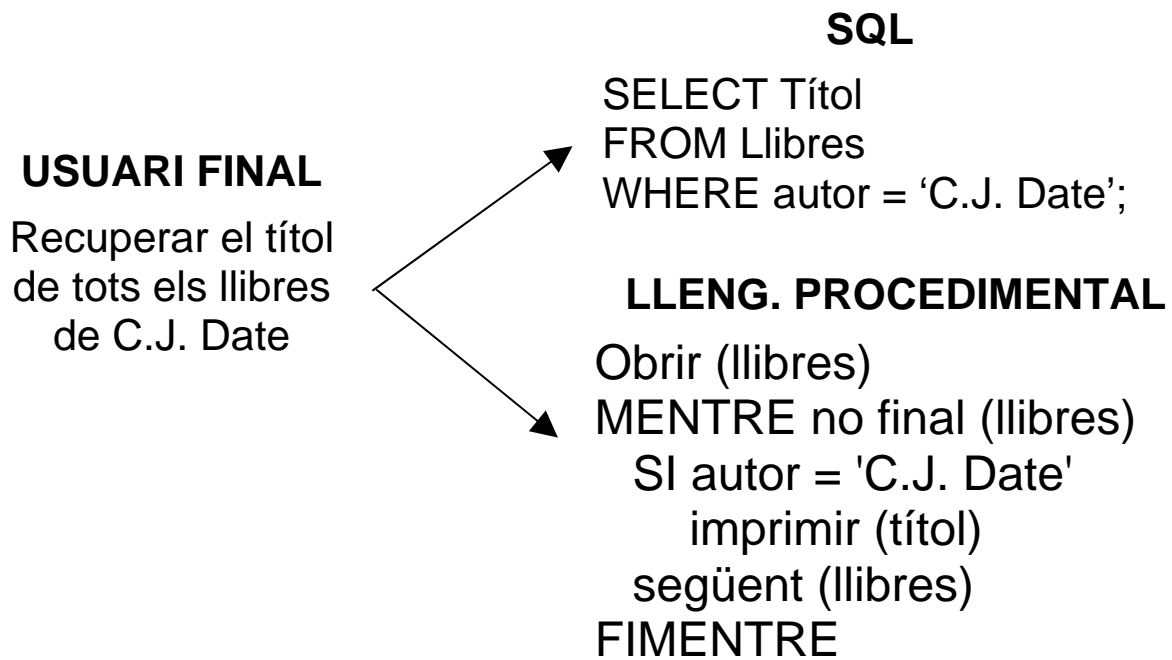 USUARI FINAL
Recuperar el títol
de tots els llibres
de C.J. Date
SQL
SELECT Títol
FROM Llibres
WHERE autor = ‘C.J. Date’;
LLENG. PROCEDIMENTAL
Obrir (llibres)
MENTRE no final (llibres)
SI autor = 'C.J. Date'
imprimir (títol)
següent (llibres)
FIMENTRE